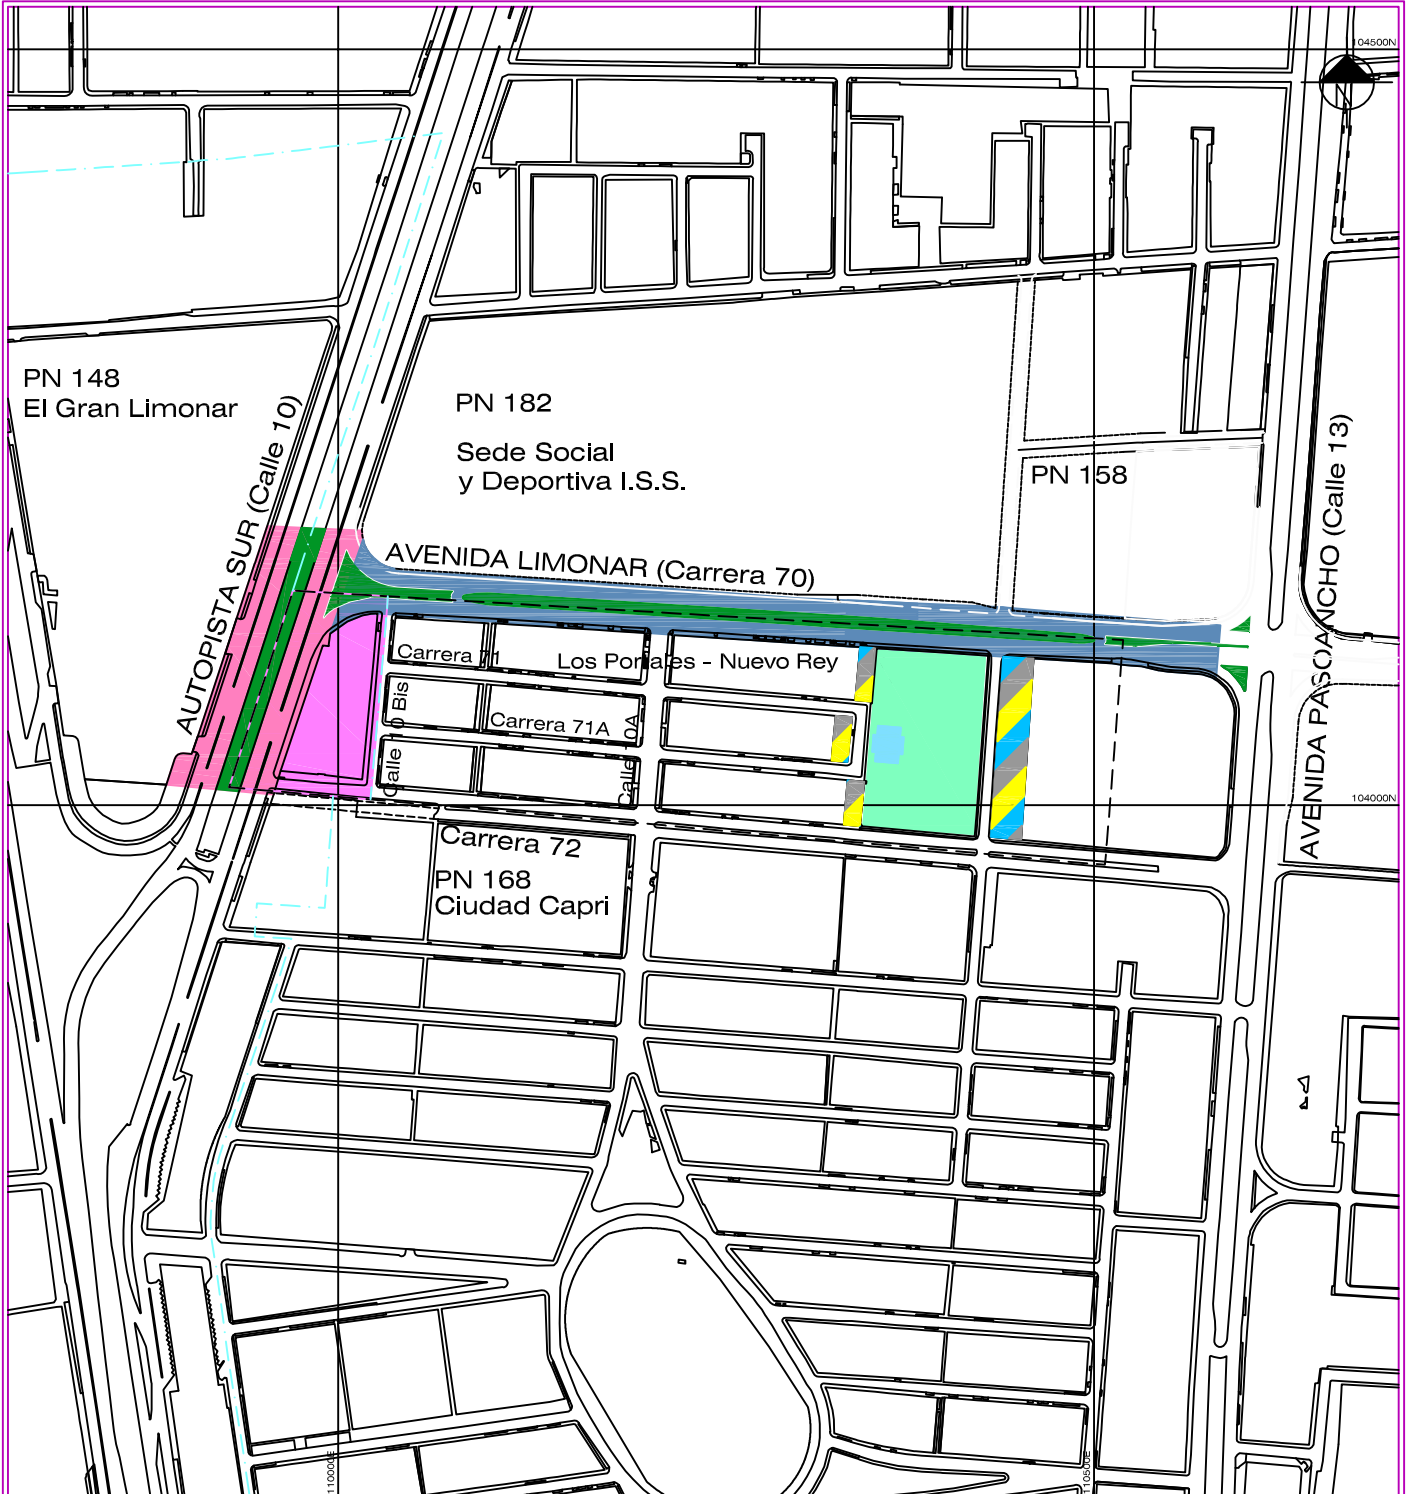 104500N
PN 148
El Gran Limonar
PN 182
Sede Social
y Deportiva I.S.S.
PN 158
AUTOPISTA SUR (Calle 10)
AVENIDA LIMONAR (Carrera 70)
AVENIDA PASOANCHO (Calle 13)
Carrera 71
Los Portales - Nuevo Rey
Calle 10 Bis
Carrera 71A
Calle 10A
104000N
Carrera 72
PN 168
Ciudad Capri
110000E
110500E